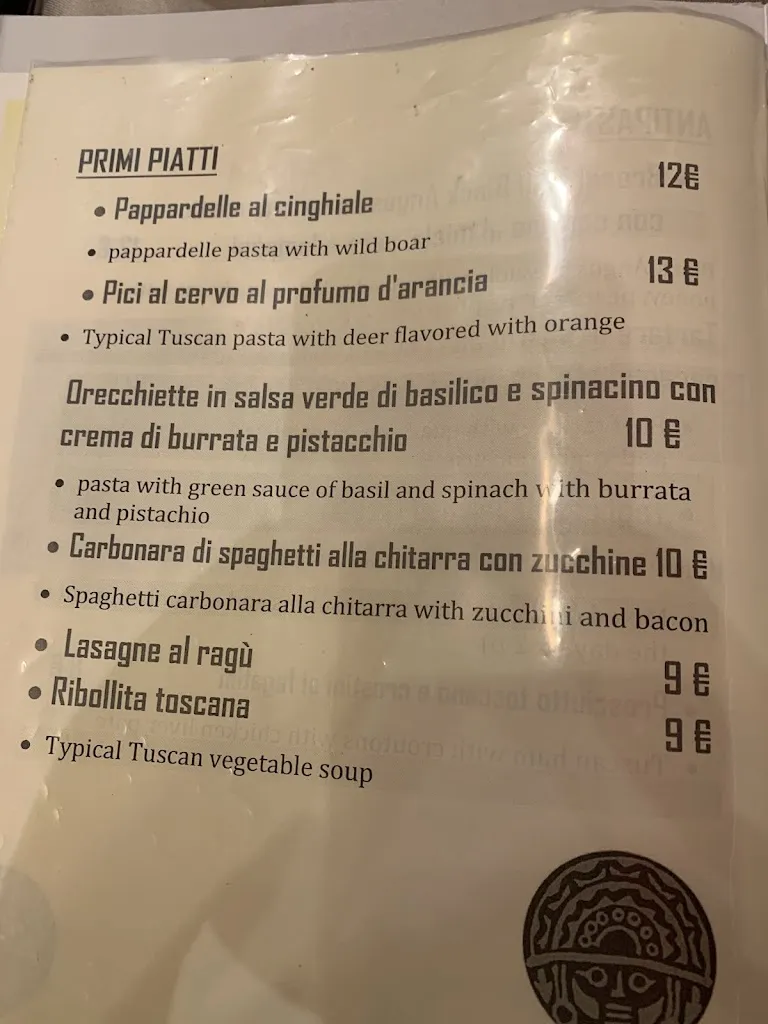 PRIMI PIATTI
• Pappardelle al cinghiale 12€
• pappardelle pasta with wild boar
• Pici al cervo al profumo d'arancia 13 €
• Typical Tuscan pasta with deer flavored with orange
Orecchiette in salsa verde di basilico e spinacino con
crema di burrata e pistacchio 10 €
• pasta with green sauce of basil and spinach with burrata
and pistachio
• Carbonara di spaghetti alla chitarra con zucchine 10 €
• Spaghetti carbonara alla chitarra with zucchini and bacon
• Lasagne al ragù 9 €
• Ribollita toscana 9 €
• Typical Tuscan vegetable soup